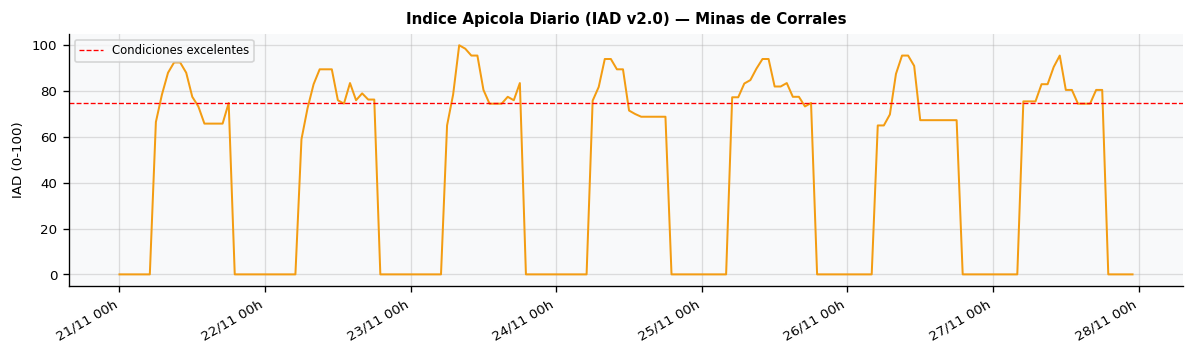 Indice Apicola Diario (IAD v2.0) — Minas de Corrales
Condiciones excelentes
IAD (0-100)
100
80
60
40
20
0
21/11 00h
22/11 00h
23/11 00h
24/11 00h
25/11 00h
26/11 00h
27/11 00h
28/11 00h